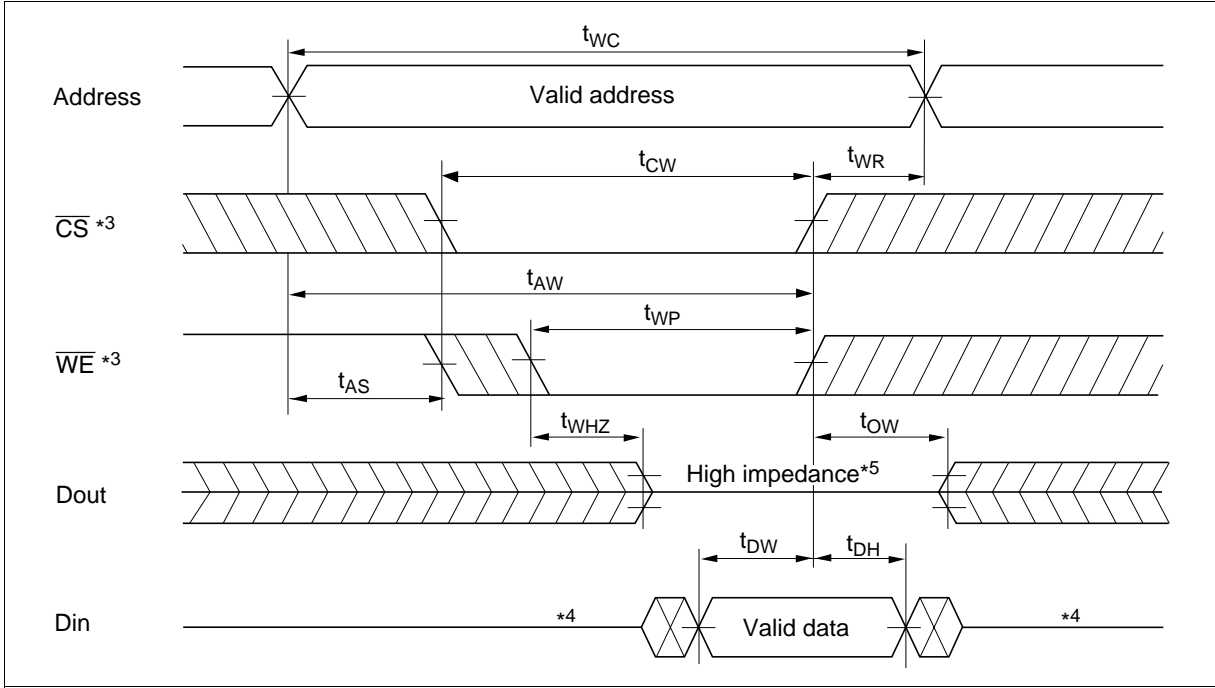 tWC
Address
Valid address
tCW
tWR
CS *3
tAW
tWP
WE *3
tAS
tWHZ
tOW
High impedance*5
Dout
tDW
tDH
Din
*4
Valid data
*4